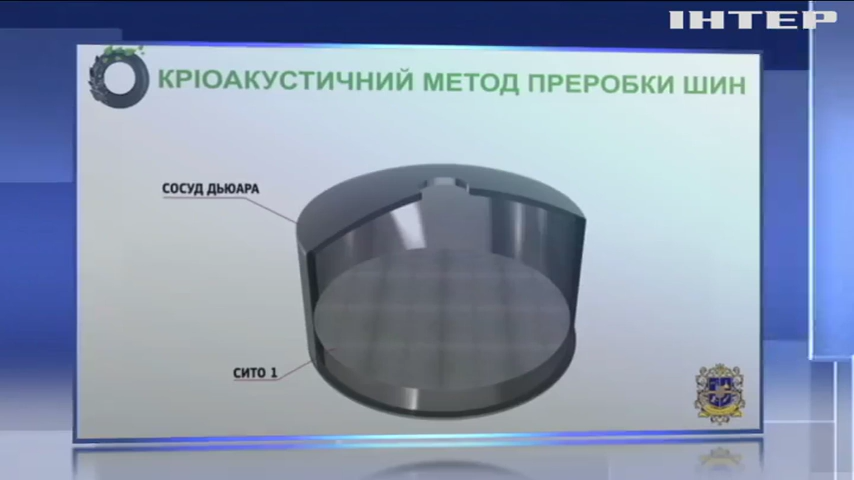 ІНТЕР
КРІОАКУСТИЧНИЙ МЕТОД ПРЕРОБКИ ШИН
СОСУД ДЬЮАРА
СИТО 1